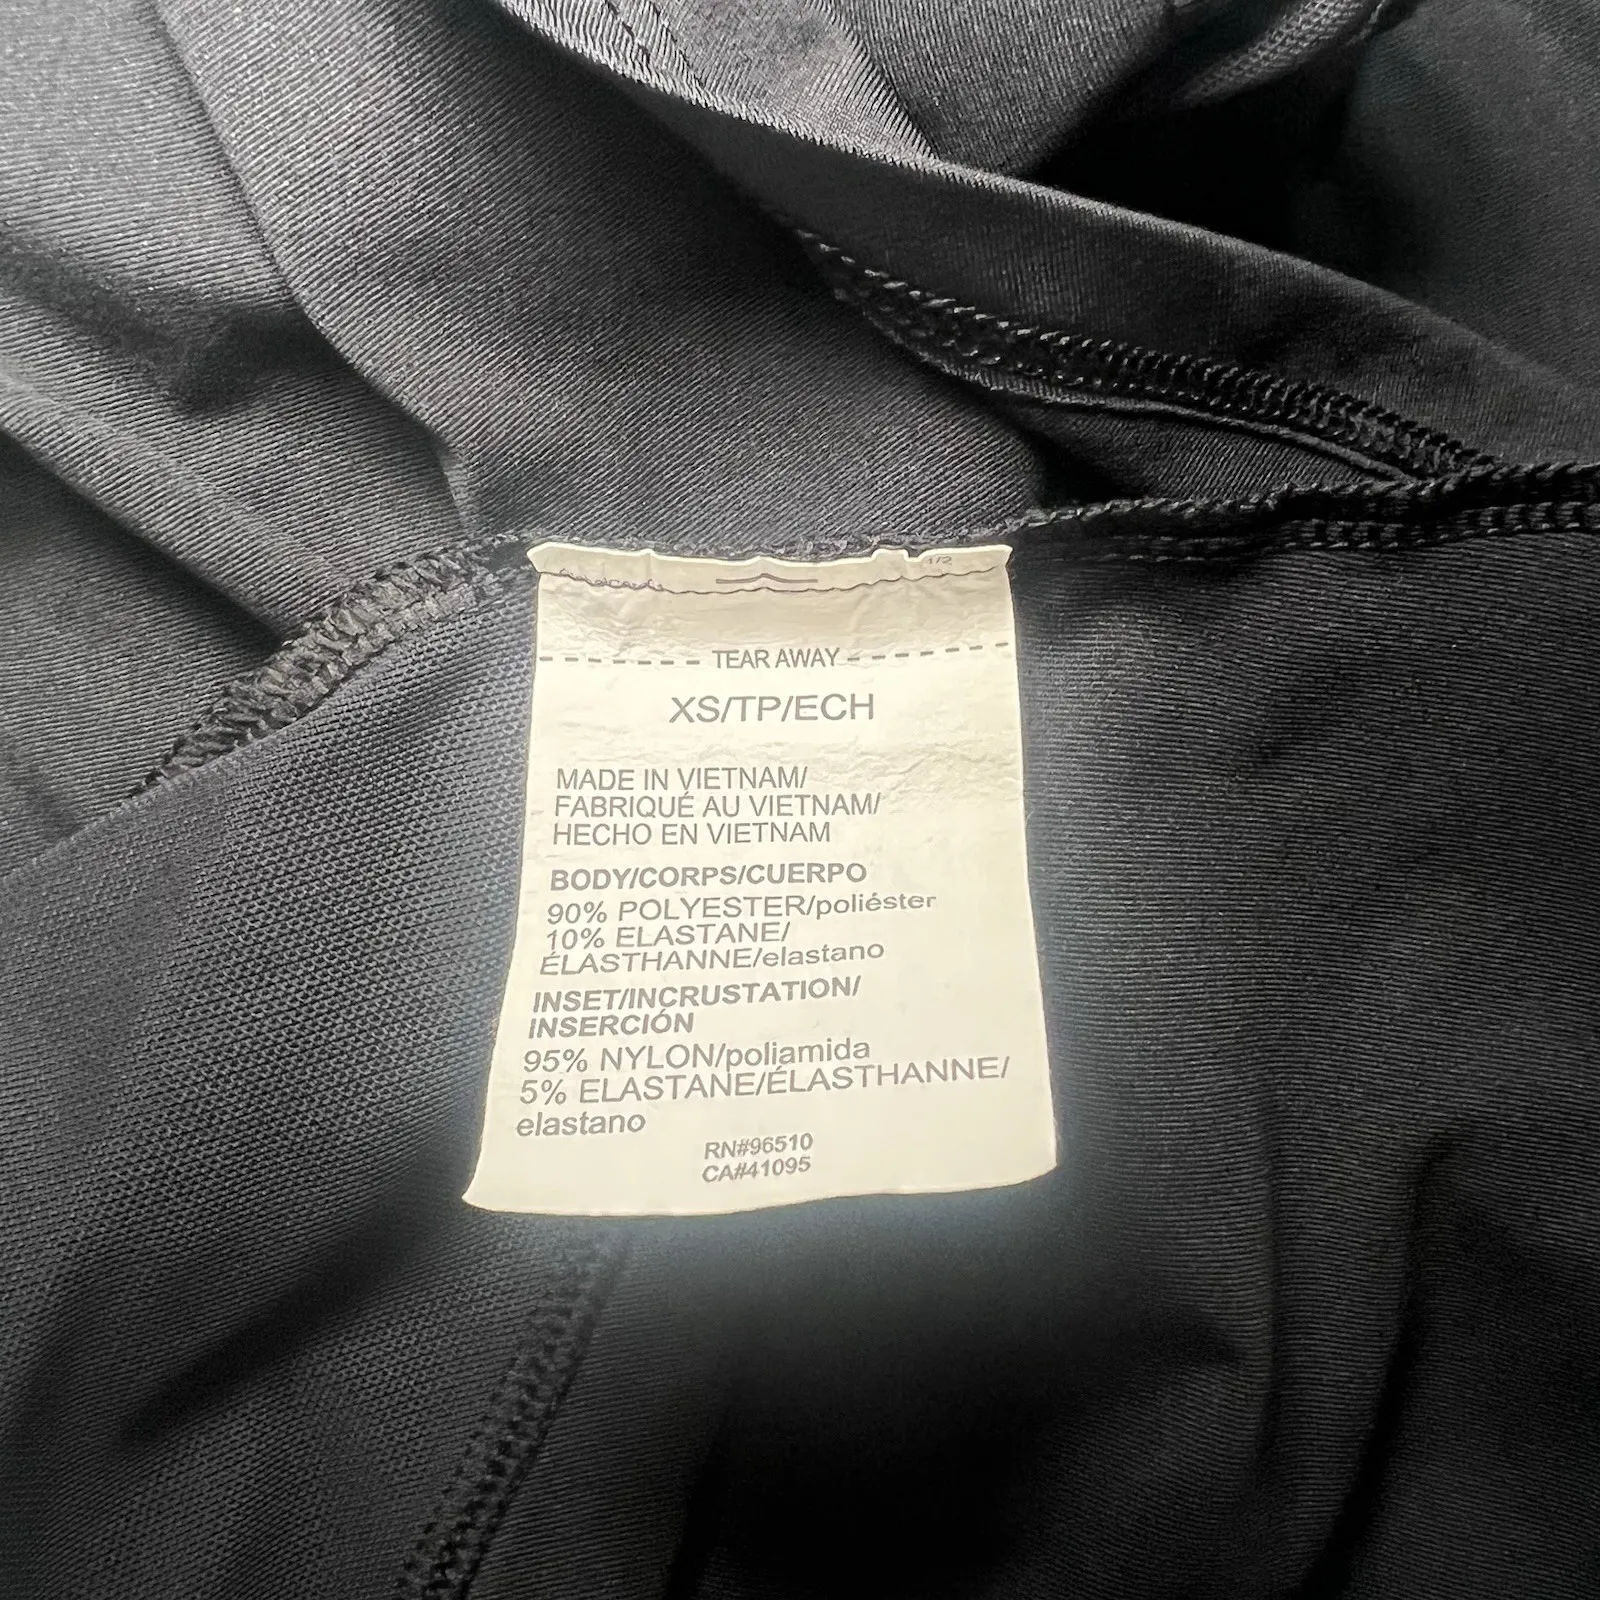 1/2
TEAR AWAY
XS/TP/ECH
MADE IN VIETNAM/
FABRIQUÉ AU VIETNAM/
HECHO EN VIETNAM
BODY/CORPS/CUERPO
90% POLYESTER/poliéster
10% ELASTANE/
ÉLASTHANNE/elastano
INSET/INCRUSTATION/
INSERCIÓN
95% NYLON/poliamida
5% ELASTANE/ÉLASTHANNE/
elastano
RN#96510
CA#41095